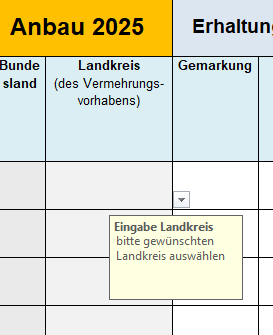 Anbau 2025
Erhaltung
Bunde
sland
Landkreis
(des Vermehrungs-
vorhabens)
Gemarkung
Eingabe Landkreis
bitte gewünschten
Landkreis auswählen